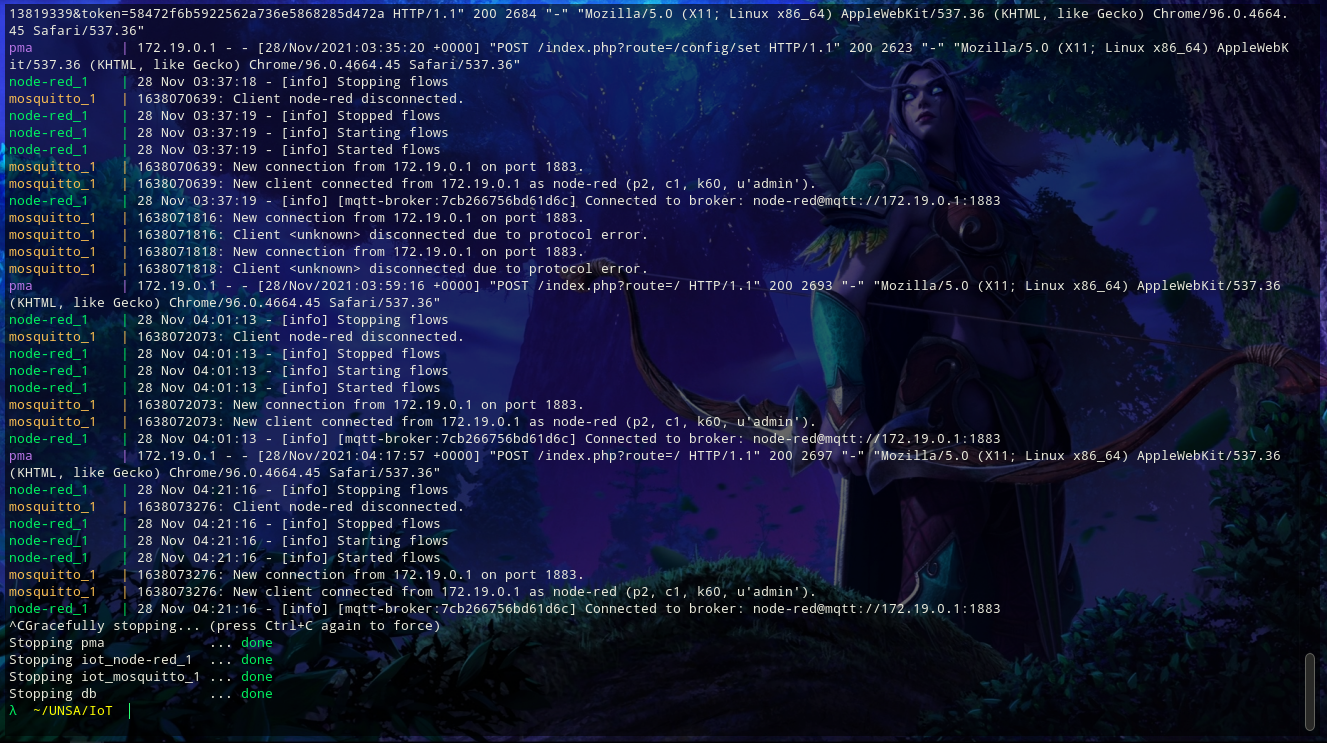 13819339&token=58472f6b5922562a736e5868285d472a HTTP/1.1" 200 2684 "-" "Mozilla/5.0 (X11; Linux x86_64) AppleWebKit/537.36 (KHTML, like Gecko) Chrome/96.0.4664.
45 Safari/537.36"
pma | 172.19.0.1 - - [28/Nov/2021:03:35:20 +0000] "POST /index.php?route=/config/set HTTP/1.1" 200 2623 "-" "Mozilla/5.0 (X11; Linux x86_64) AppleWebK
it/537.36 (KHTML, like Gecko) Chrome/96.0.4664.45 Safari/537.36"
node-red_1 | 28 Nov 03:37:18 - [info] Stopping flows
mosquitto_1 | 1638070639: Client node-red disconnected.
node-red_1 | 28 Nov 03:37:19 - [info] Stopped flows
node-red_1 | 28 Nov 03:37:19 - [info] Starting flows
node-red_1 | 28 Nov 03:37:19 - [info] Started flows
mosquitto_1 | 1638070639: New connection from 172.19.0.1 on port 1883.
mosquitto_1 | 1638070639: New client connected from 172.19.0.1 as node-red (p2, c1, k60, u'admin').
node-red_1 | 28 Nov 03:37:19 - [info] [mqtt-broker:7cb266756bd61d6c] Connected to broker: node-red@mqtt://172.19.0.1:1883
mosquitto_1 | 1638071816: New connection from 172.19.0.1 on port 1883.
mosquitto_1 | 1638071816: Client <unknown> disconnected due to protocol error.
mosquitto_1 | 1638071818: New connection from 172.19.0.1 on port 1883.
mosquitto_1 | 1638071818: Client <unknown> disconnected due to protocol error.
pma | 172.19.0.1 - - [28/Nov/2021:03:59:16 +0000] "POST /index.php?route=/ HTTP/1.1" 200 2693 "-" "Mozilla/5.0 (X11; Linux x86_64) AppleWebKit/537.36
(KHTML, like Gecko) Chrome/96.0.4664.45 Safari/537.36"
node-red_1 | 28 Nov 04:01:13 - [info] Stopping flows
mosquitto_1 | 1638072073: Client node-red disconnected.
node-red_1 | 28 Nov 04:01:13 - [info] Stopped flows
node-red_1 | 28 Nov 04:01:13 - [info] Starting flows
node-red_1 | 28 Nov 04:01:13 - [info] Started flows
mosquitto_1 | 1638072073: New connection from 172.19.0.1 on port 1883.
mosquitto_1 | 1638072073: New client connected from 172.19.0.1 as node-red (p2, c1, k60, u'admin').
node-red_1 | 28 Nov 04:01:13 - [info] [mqtt-broker:7cb266756bd61d6c] Connected to broker: node-red@mqtt://172.19.0.1:1883
pma | 172.19.0.1 - - [28/Nov/2021:04:17:57 +0000] "POST /index.php?route=/ HTTP/1.1" 200 2697 "-" "Mozilla/5.0 (X11; Linux x86_64) AppleWebKit/537.36
(KHTML, like Gecko) Chrome/96.0.4664.45 Safari/537.36"
node-red_1 | 28 Nov 04:21:16 - [info] Stopping flows
mosquitto_1 | 1638073276: Client node-red disconnected.
node-red_1 | 28 Nov 04:21:16 - [info] Stopped flows
node-red_1 | 28 Nov 04:21:16 - [info] Starting flows
node-red_1 | 28 Nov 04:21:16 - [info] Started flows
mosquitto_1 | 1638073276: New connection from 172.19.0.1 on port 1883.
mosquitto_1 | 1638073276: New client connected from 172.19.0.1 as node-red (p2, c1, k60, u'admin').
node-red_1 | 28 Nov 04:21:16 - [info] [mqtt-broker:7cb266756bd61d6c] Connected to broker: node-red@mqtt://172.19.0.1:1883
^CGracefully stopping... (press Ctrl+C again to force)
Stopping pma ... done
Stopping iot_node-red_1 ... done
Stopping iot_mosquitto_1 ... done
Stopping db ... done
λ ~/UNSA/IoT